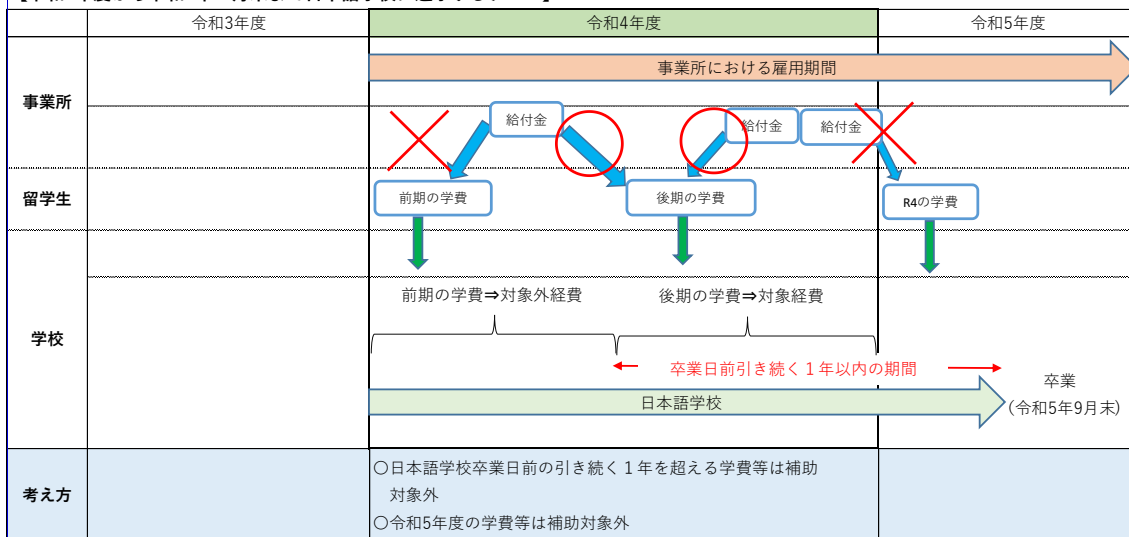 令和3年度
令和4年度
令和5年度
事業所
事業所における雇用期間
給付金
給付金
給付金
留学生
前期の学費
後期の学費
R4の学費
学校
前期の学費⇒対象外経費
後期の学費⇒対象経費
卒業日前引き続く１年以内の期間
日本語学校
卒業
(令和5年9月末)
考え方
〇日本語学校卒業日前の引き続く１年を超える学費等は補助
対象外
〇令和5年度の学費等は補助対象外